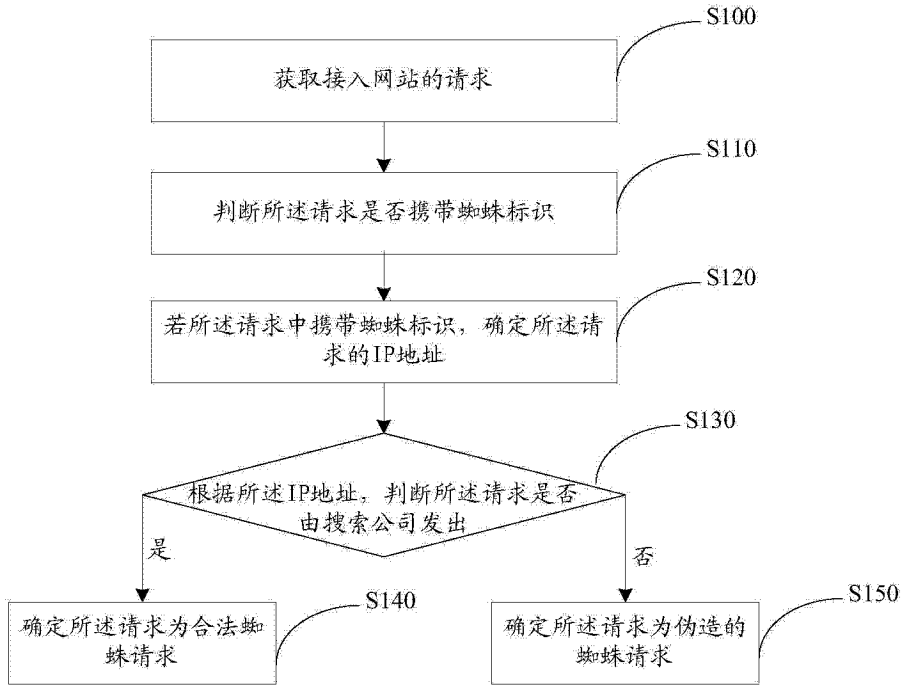 S100
获取接入网站的请求
S110
判断所述请求是否携带蜘蛛标识
S120
若所述请求中携带蜘蛛标识，确定所述请
求的IP地址
S130
根据所述IP地址，判断所述请求是否
由搜索公司发出
是
否
S140
确定所述请求为合法蜘
蛛请求
S150
确定所述请求为伪造的
蜘蛛请求